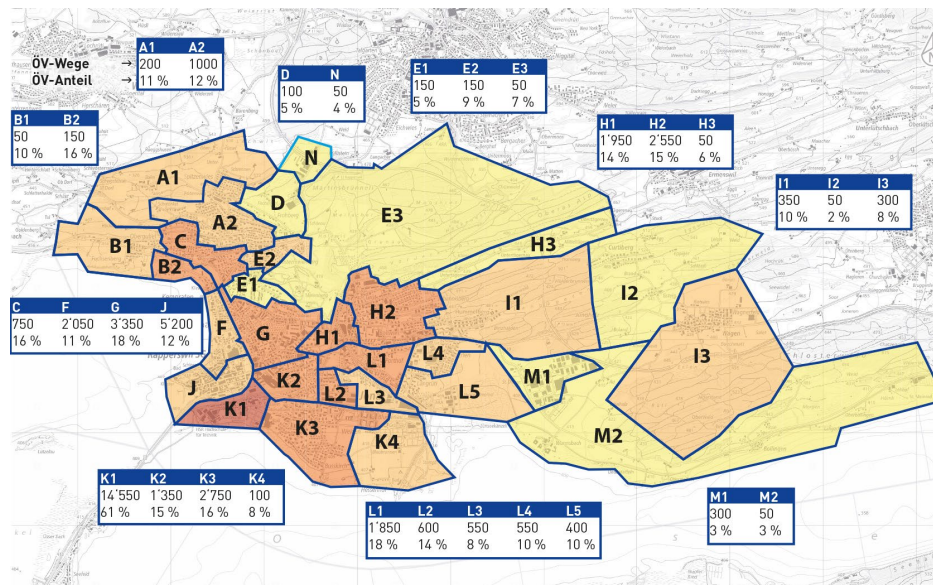 A1 A2
ÖV-Wege → 200 1000
ÖV-Anteil → 11 % 12 %
D N
100 50
5 % 4 %
E1 E2 E3
150 150 50
5 % 9 % 7 %
B1 B2
50 150
10 % 16 %
H1 H2 H3
1'950 2'550 50
14 % 15 % 6 %
I1 I2 I3
350 50 300
10 % 2 % 8 %
N
A1
D
A2
E3
C
B1
H3
E2
B2
E1
I2
H2
I1
C F G J
750 2'050 3'350 5'200
16 % 11 % 18 % 12 %
F
G
H1
L1
L4
I3
K2
M1
J
L2
L3
L5
K1
K3
M2
K4
K1 K2 K3 K4
14'550 1'350 2'750 100
61 % 15 % 16 % 8 %
L1 L2 L3 L4 L5
1'850 600 550 550 400
18 % 14 % 8 % 10 % 10 %
M1 M2
300 50
3 % 3 %